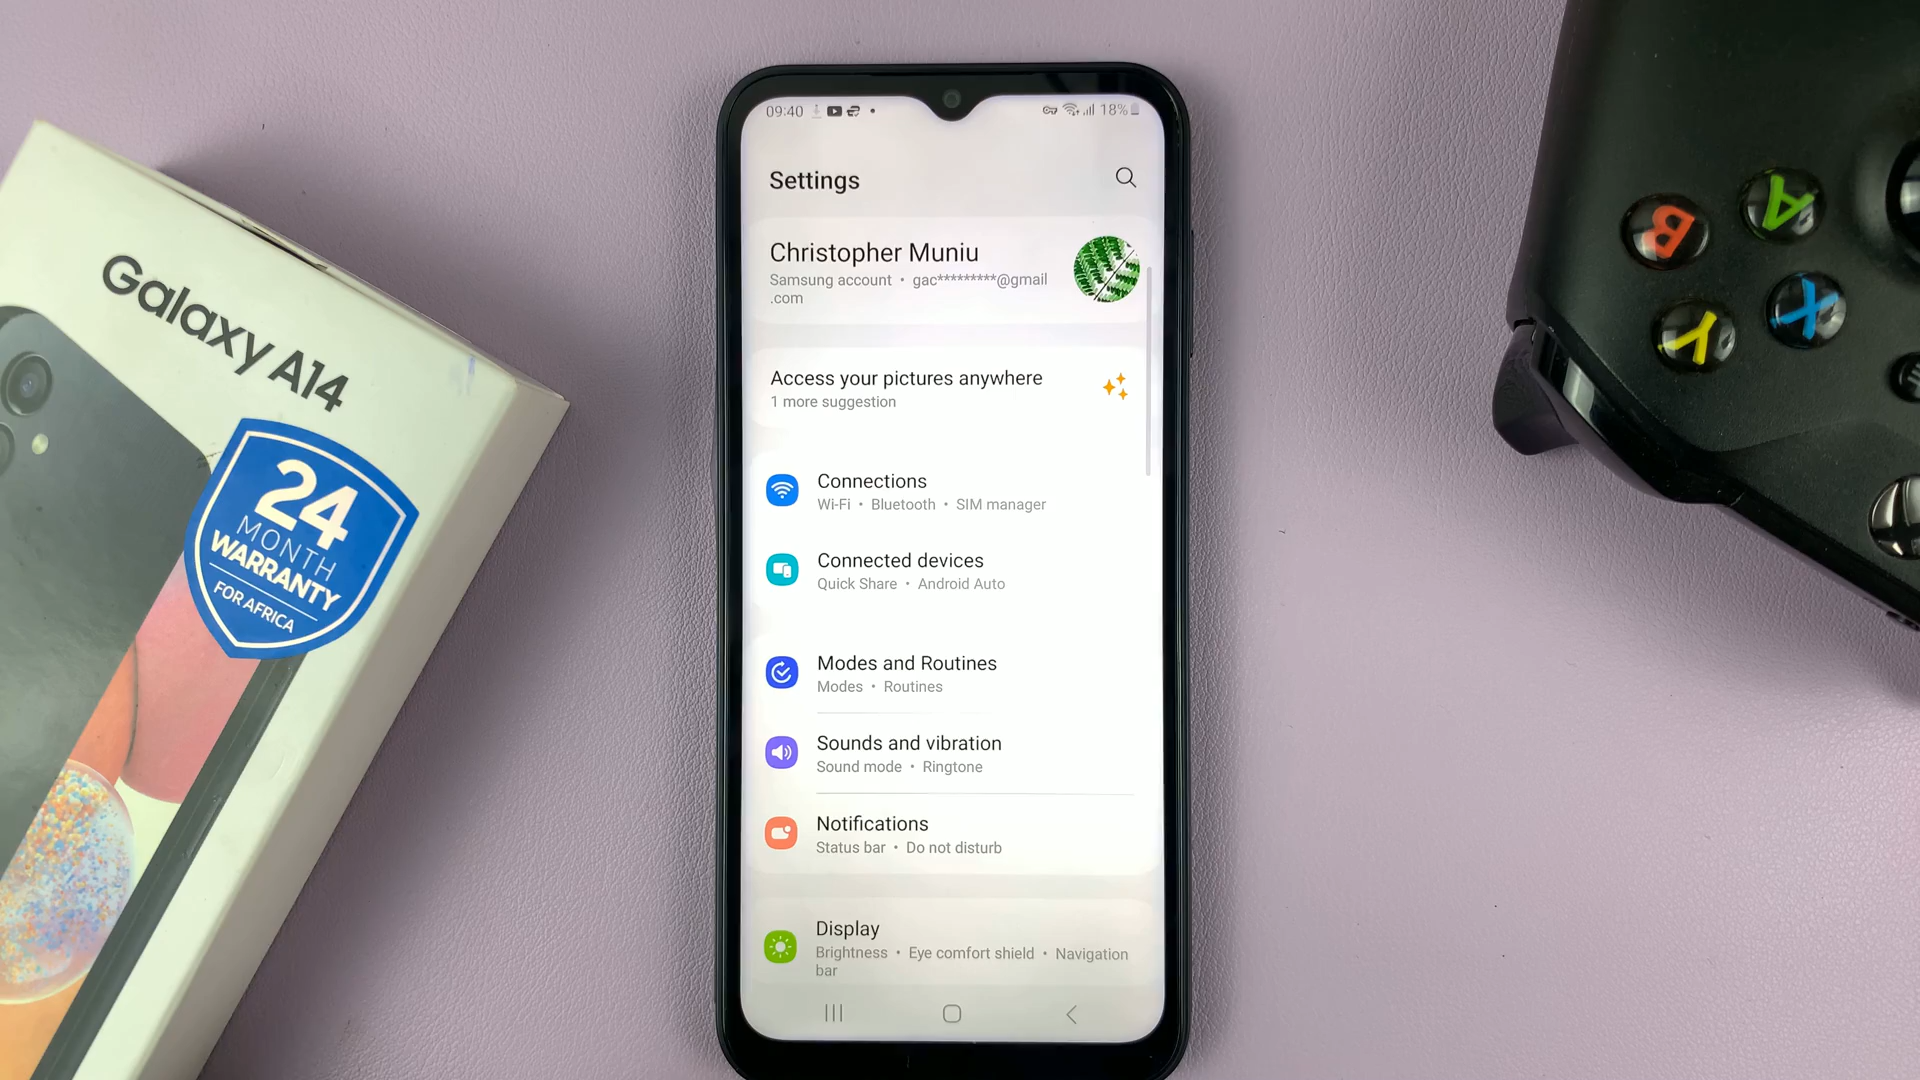 09:40
18%
Settings
Christopher Muniu
Samsung account • gac*********@gmail
.com
Access your pictures anywhere
1 more suggestion
Connections
Wi-Fi • Bluetooth • SIM manager
Connected devices
Quick Share • Android Auto
Modes and Routines
Modes • Routines
Sounds and vibration
Sound mode • Ringtone
Notifications
Status bar • Do not disturb
Display
Brightness • Eye comfort shield • Navigation
bar
Galaxy A14
24
MONTH
WARRANTY
FOR AFRICA
B
A
Y
X